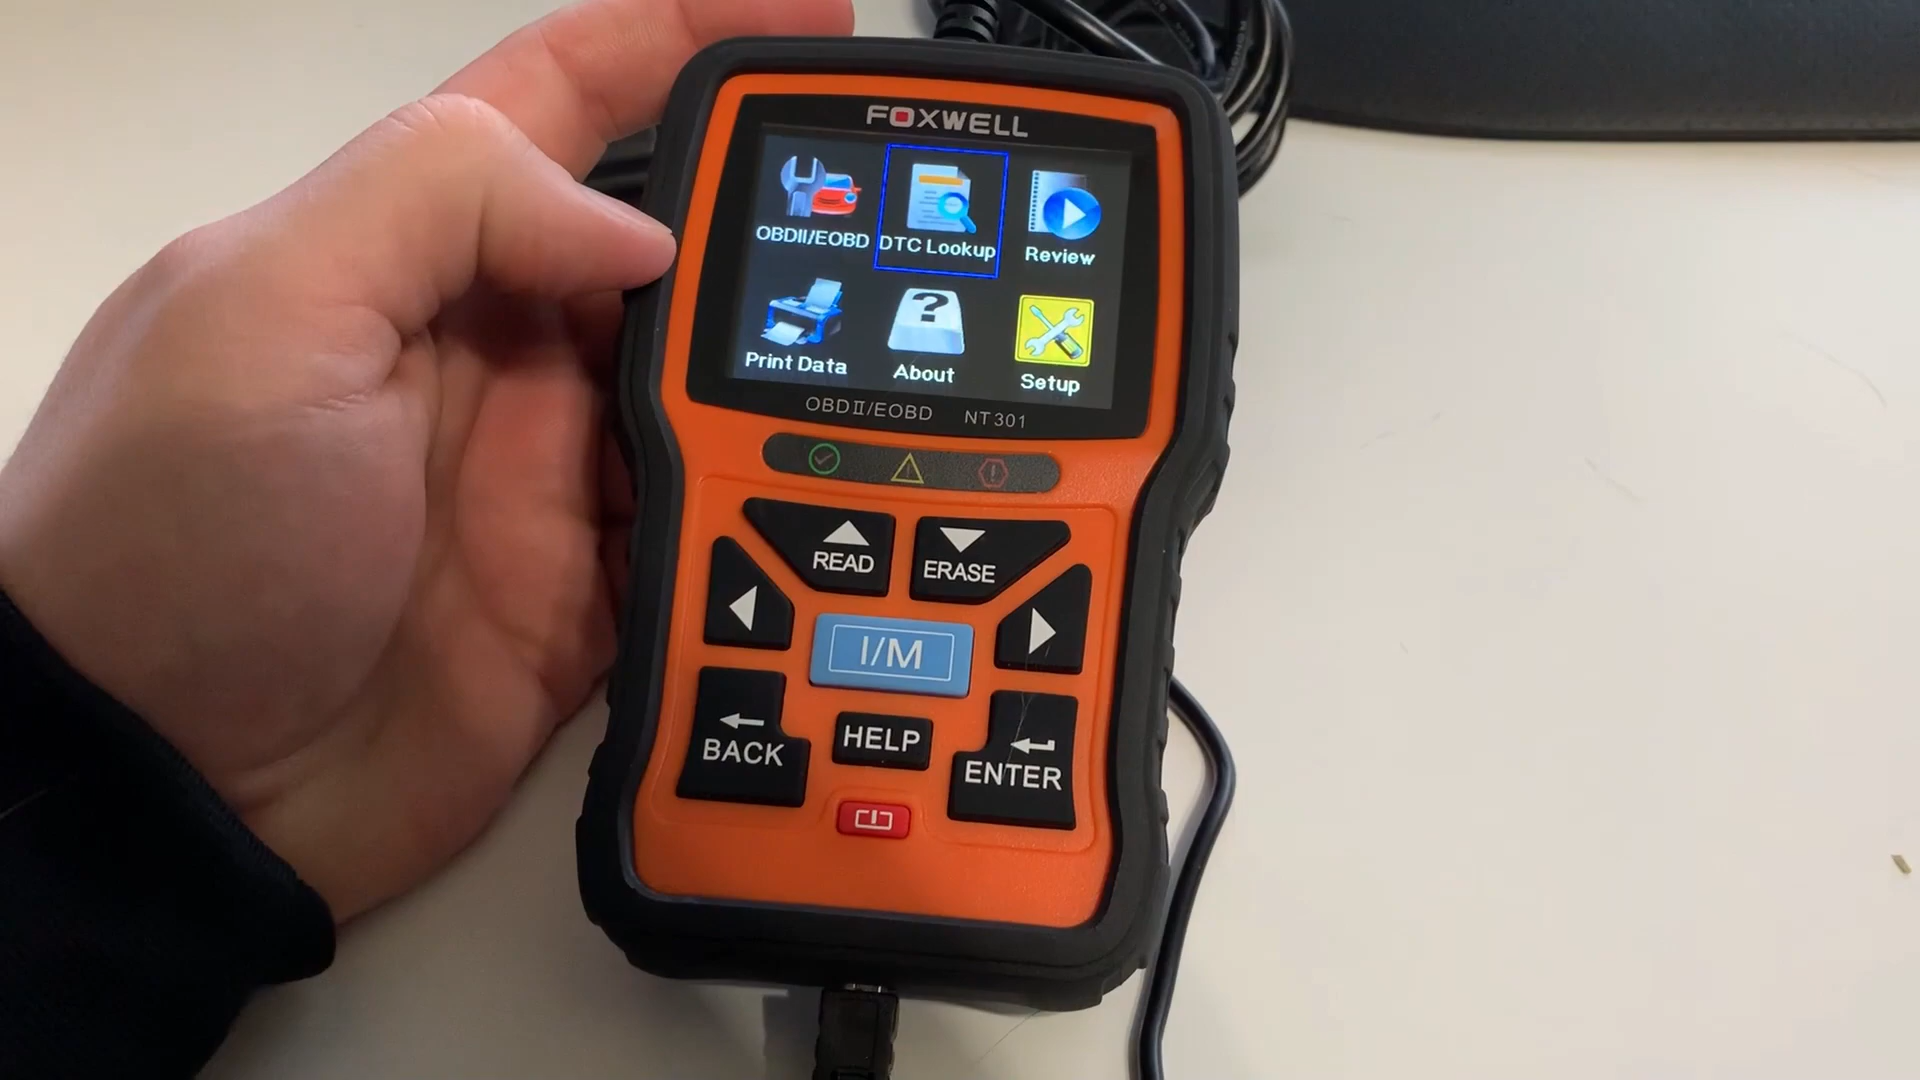 FOXWELL
OBDII/EOBD
DTC Lookup
Review
Print Data
?
About
Setup
OBDII/EOBD NT301
READ
ERASE
I/M
BACK
HELP
ENTER